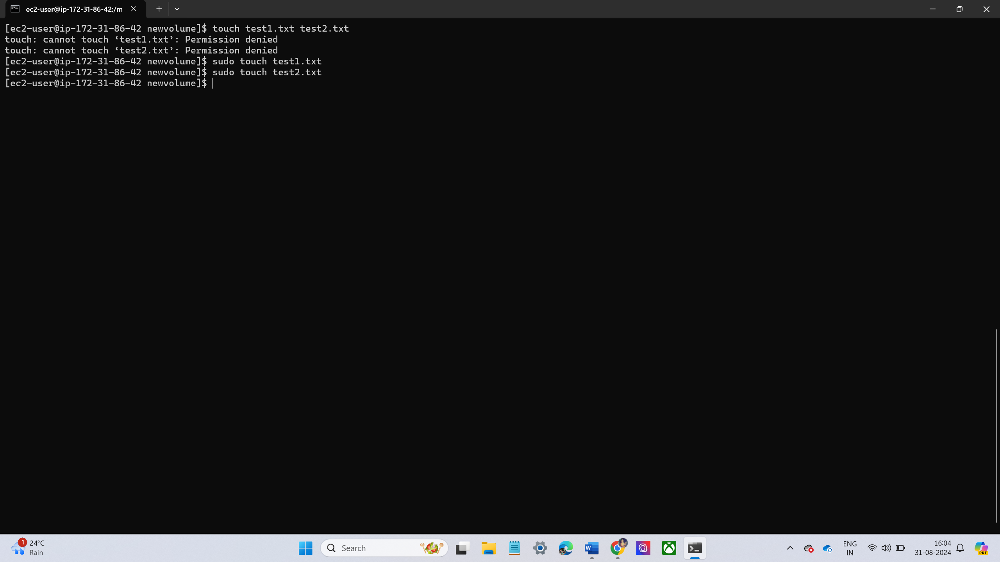 ec2-user@ip-172-31-86-42:/m
[ec2-user@ip-172-31-86-42 newvolume]$ touch test1.txt test2.txt
touch: cannot touch ‘test1.txt’: Permission denied
touch: cannot touch ‘test2.txt’: Permission denied
[ec2-user@ip-172-31-86-42 newvolume]$ sudo touch test1.txt
[ec2-user@ip-172-31-86-42 newvolume]$ sudo touch test2.txt
[ec2-user@ip-172-31-86-42 newvolume]$
1
24°C
Rain
Search
W
ENG
IN
16:04
31-08-2024
PRE